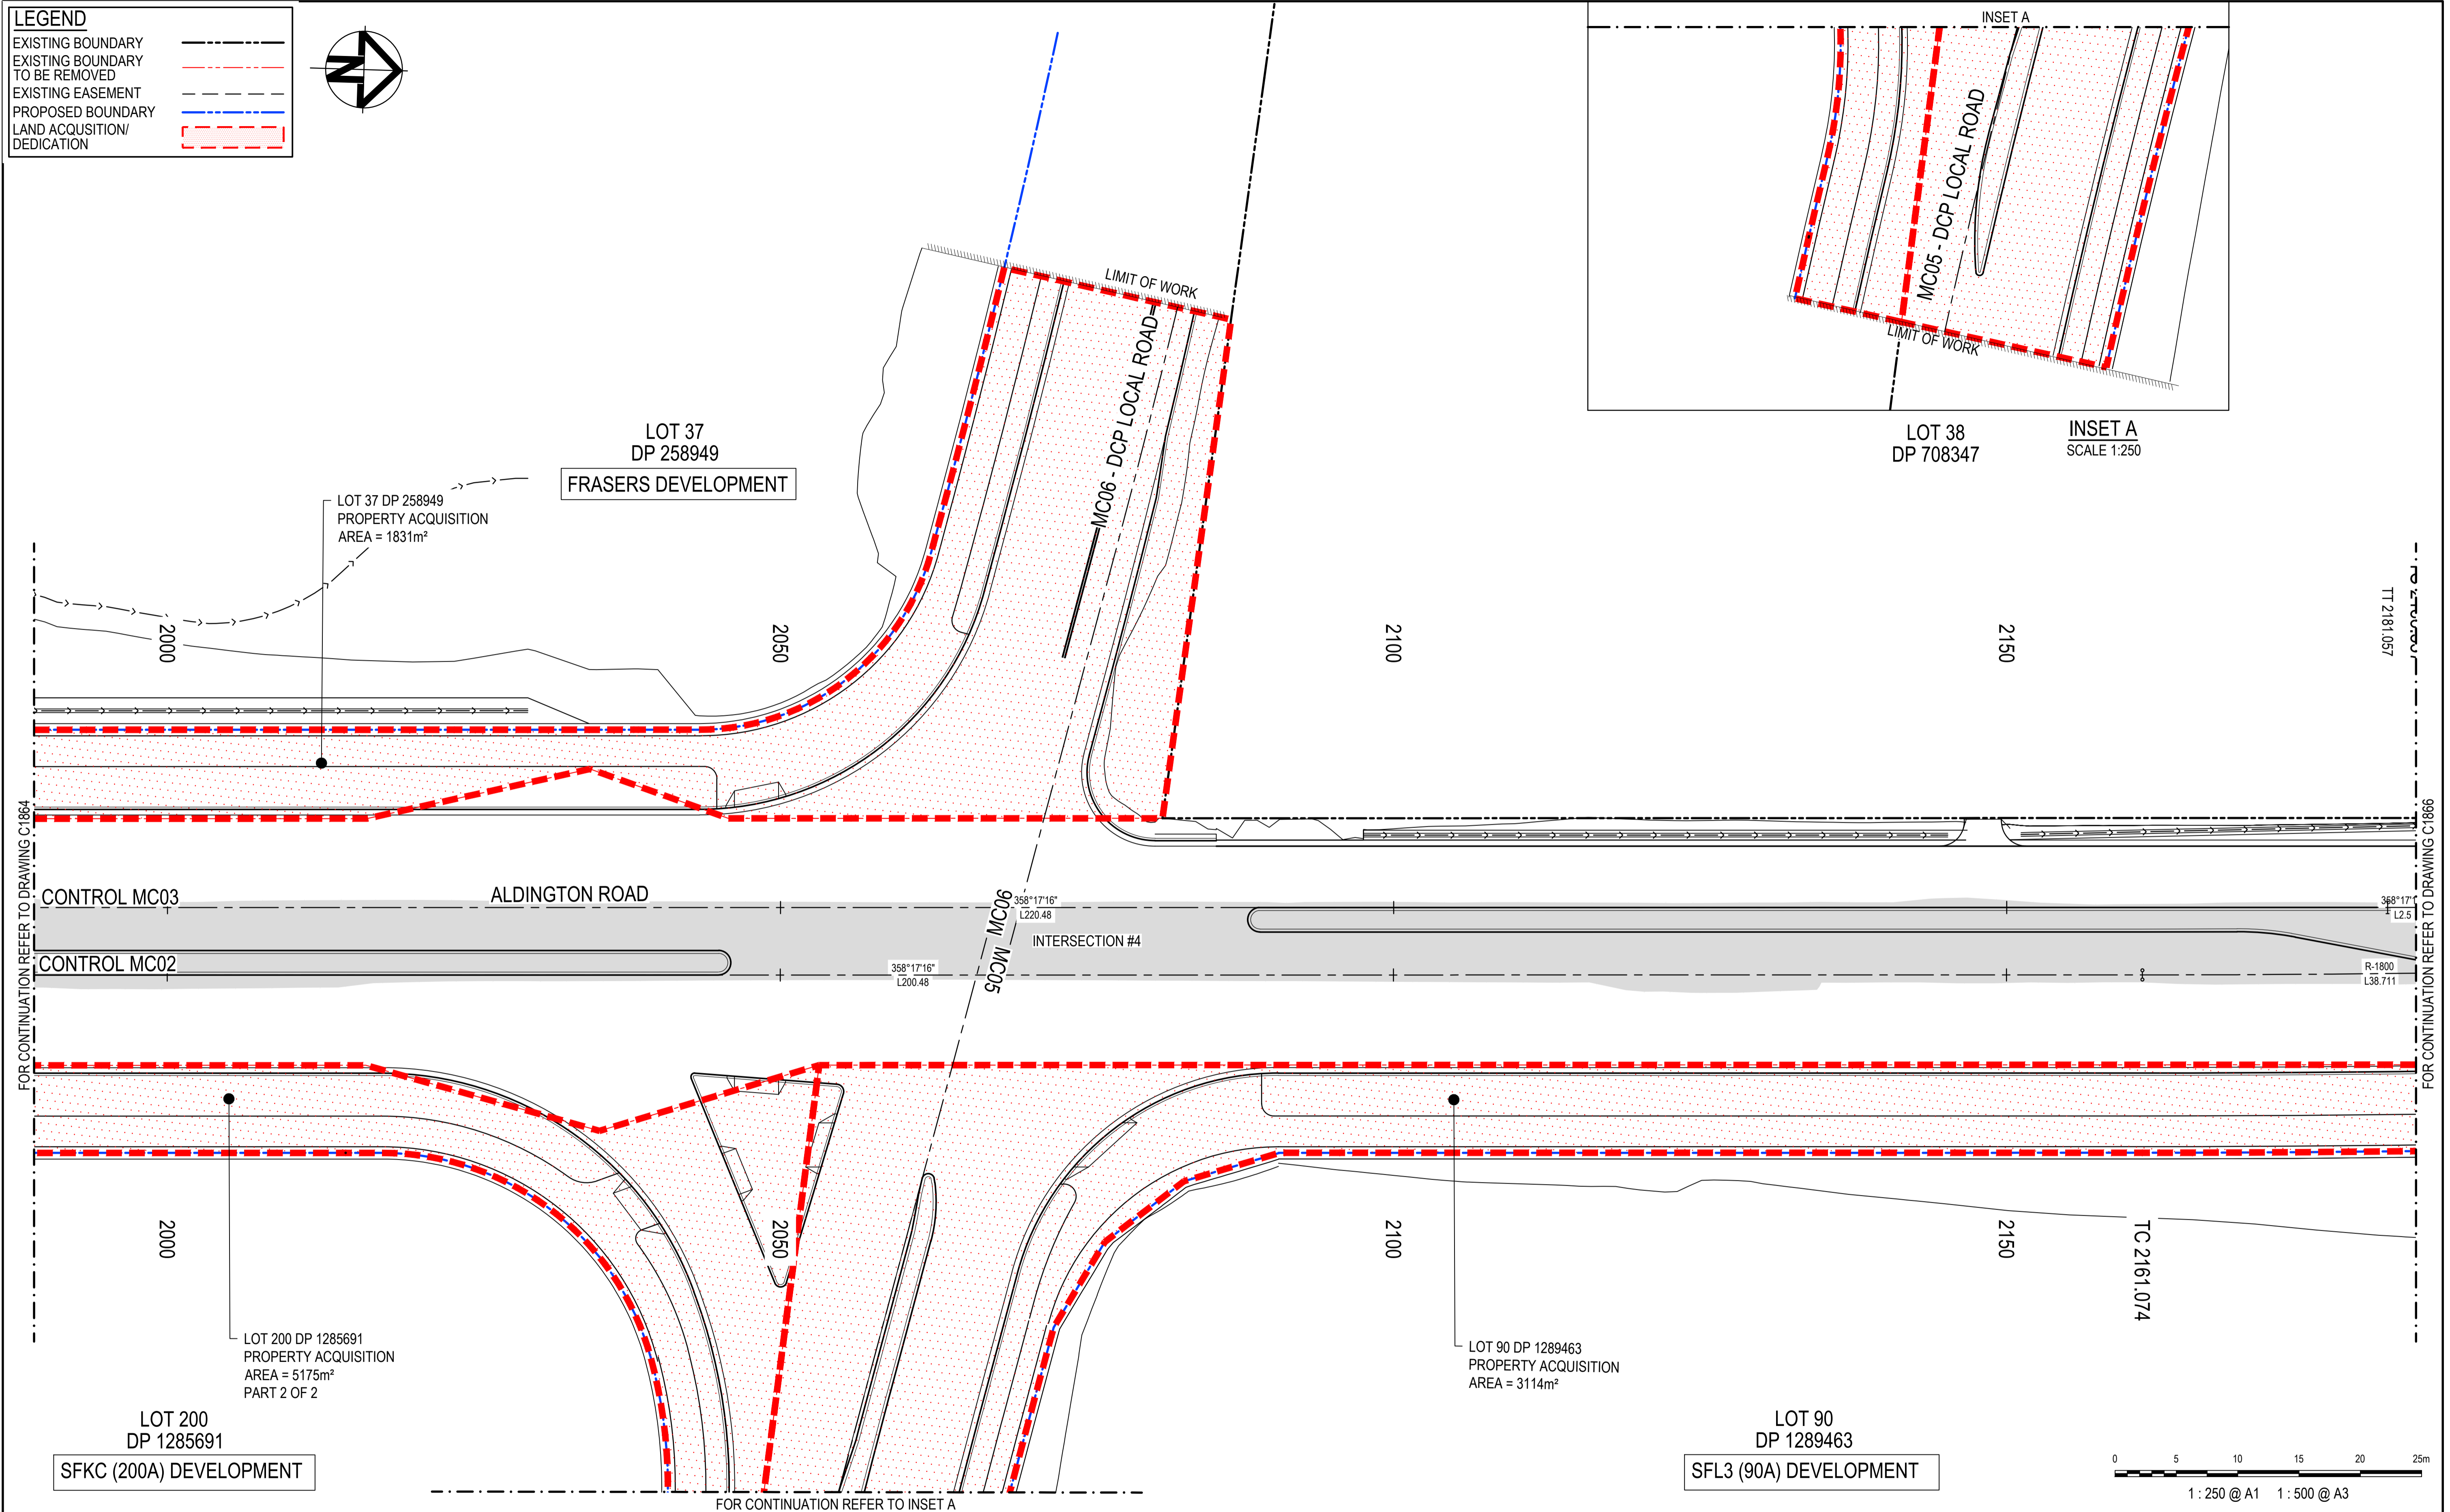 LEGEND
EXISTING BOUNDARY
EXISTING BOUNDARY
TO BE REMOVED
EXISTING EASEMENT
PROPOSED BOUNDARY
LAND ACQUSITION/
DEDICATION
N
INSET A
MC05 - DCP LOCAL ROAD
LIMIT OF WORK
LOT 38
DP 708347
INSET A
SCALE 1:250
LIMIT OF WORK
MC06 - DCP LOCAL ROAD
LOT 37
DP 258949
FRASERS DEVELOPMENT
LOT 37 DP 258949
PROPERTY ACQUISITION
AREA = 1831m²
2000
2050
2100
2150
TT 2181.057
FOR CONTINUATION REFER TO DRAWING C1864
FOR CONTINUATION REFER TO DRAWING C1866
CONTROL MC03
ALDINGTON ROAD
MC06
358°17'16"
L220.48
358°17'1
L2.5
INTERSECTION #4
CONTROL MC02
358°17'16"
L200.48
MC05
R-1800
L38.711
2000
2050
2100
2150
TC 2161.074
LOT 200 DP 1285691
PROPERTY ACQUISITION
AREA = 5175m²
PART 2 OF 2
LOT 90 DP 1289463
PROPERTY ACQUISITION
AREA = 3114m²
LOT 200
DP 1285691
SFKC (200A) DEVELOPMENT
LOT 90
DP 1289463
SFL3 (90A) DEVELOPMENT
0 5 10 15 20 25m
1 : 250 @ A1 1 : 500 @ A3
FOR CONTINUATION REFER TO INSET A